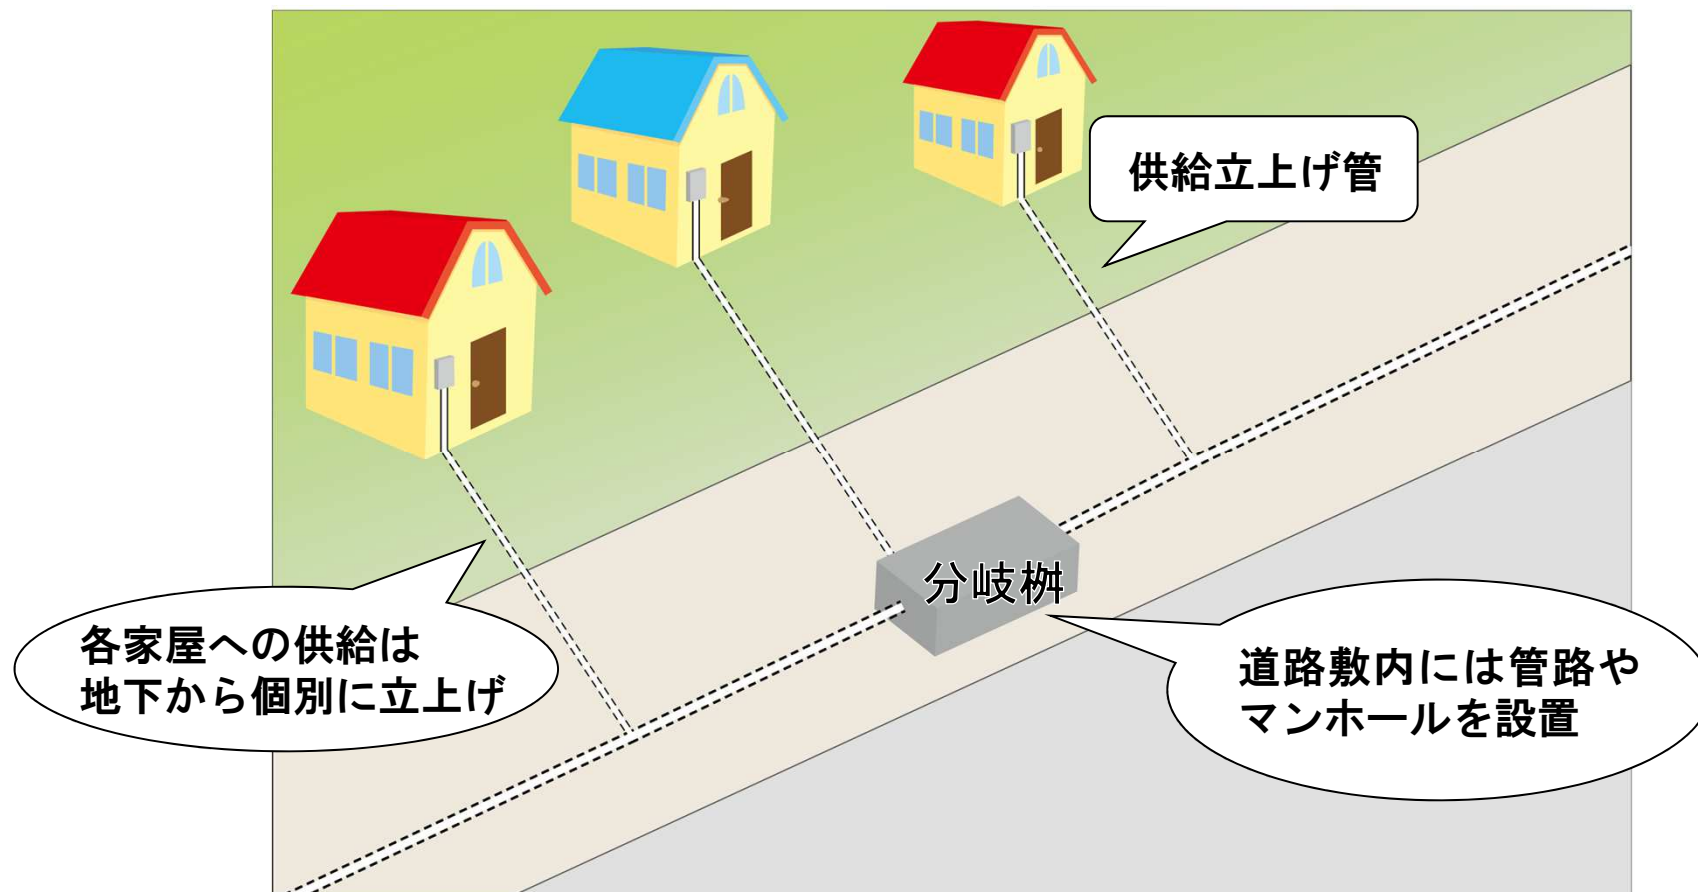 供給立上げ管
分岐桝
各家屋への供給は
地下から個別に立上げ
道路敷内には管路や
マンホールを設置